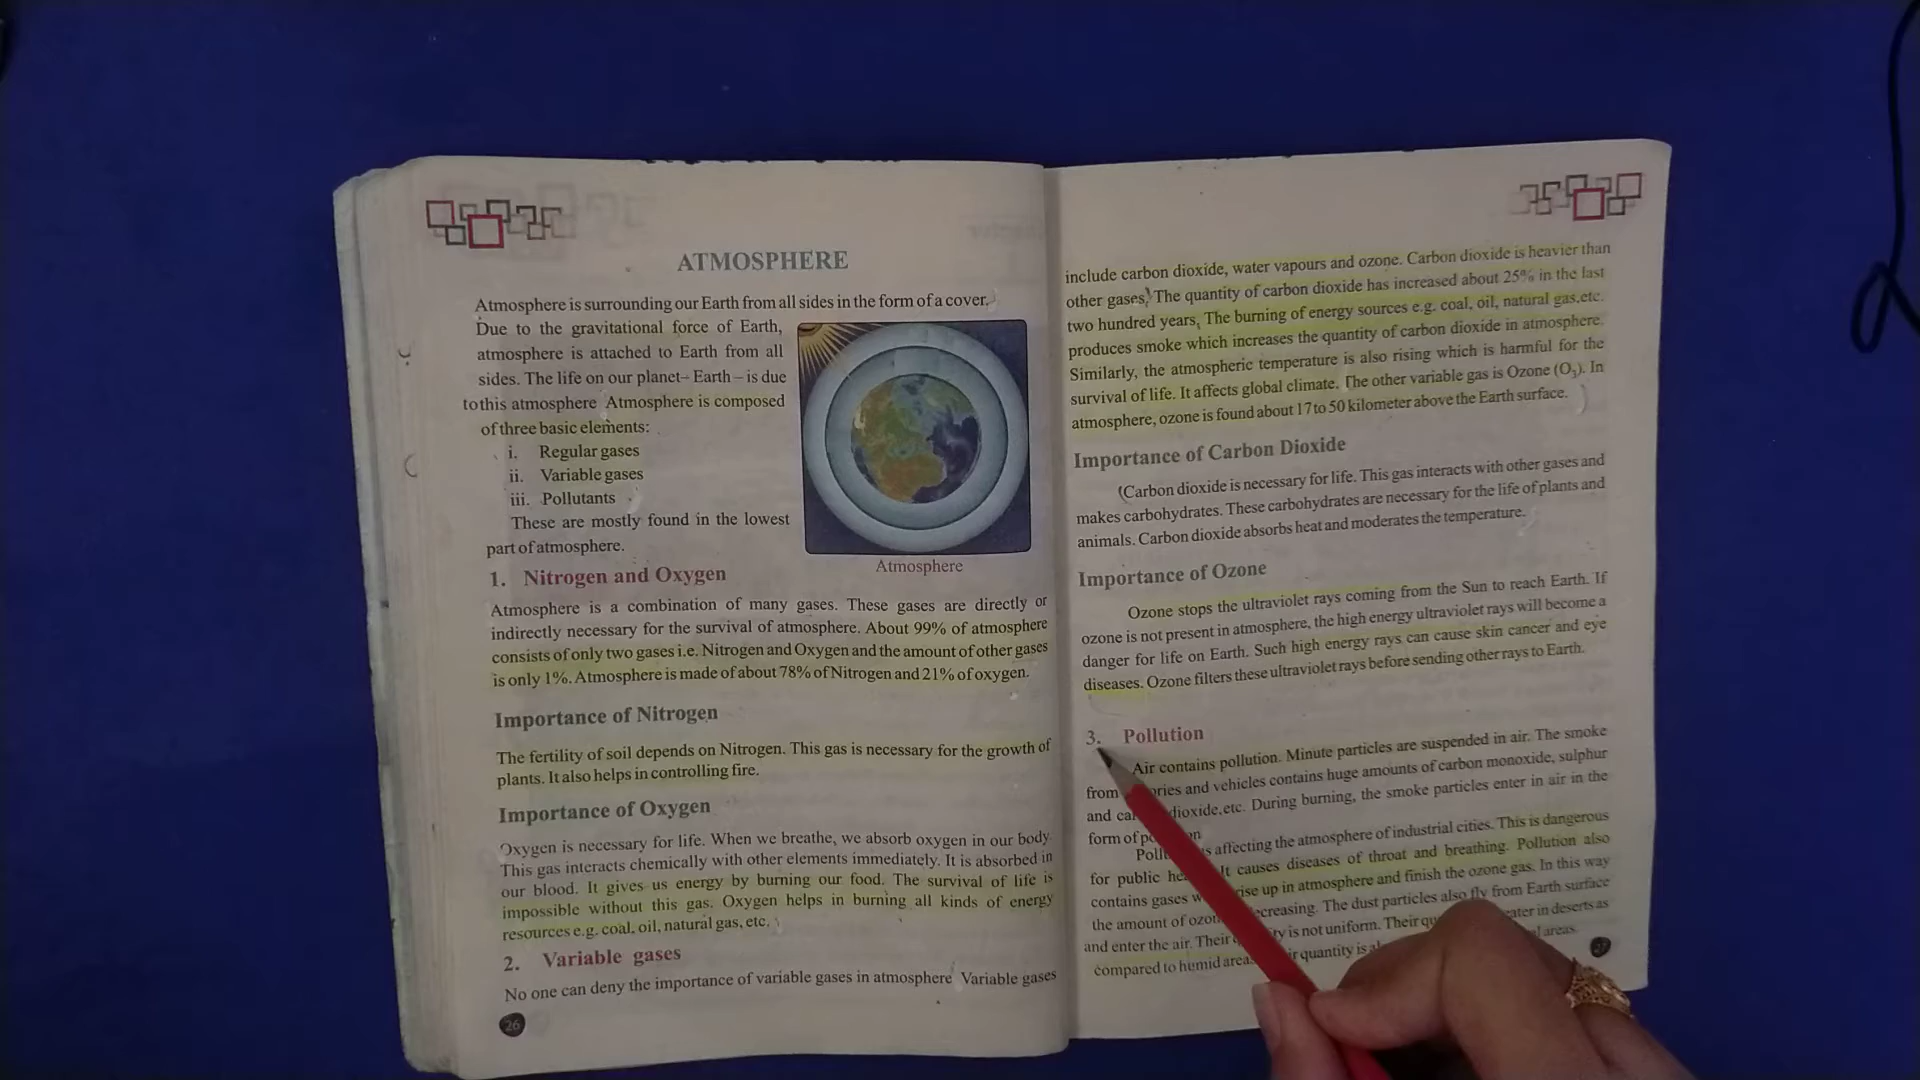 ATMOSPHERE
Atmosphere is surrounding our Earth from all sides in the form of a cover.
Due to the gravitational force of Earth,
atmosphere is attached to Earth from all
sides. The life on our planet– Earth – is due
to this atmosphere Atmosphere is composed
of three basic elements:
i. Regular gases
ii. Variable gases
iii. Pollutants
These are mostly found in the lowest
part of atmosphere.
Atmosphere
1. Nitrogen and Oxygen
Atmosphere is a combination of many gases. These gases are directly or
indirectly necessary for the survival of atmosphere. About 99% of atmosphere
consists of only two gases i.e. Nitrogen and Oxygen and the amount of other gases
is only 1%. Atmosphere is made of about 78% of Nitrogen and 21% of oxygen.
Importance of Nitrogen
The fertility of soil depends on Nitrogen. This gas is necessary for the growth of
plants. It also helps in controlling fire.
Importance of Oxygen
Oxygen is necessary for life. When we breathe, we absorb oxygen in our body.
This gas interacts chemically with other elements immediately. It is absorbed in
our blood. It gives us energy by burning our food. The survival of life is
impossible without this gas. Oxygen helps in burning all kinds of energy
resources e.g. coal, oil, natural gas, etc.
2. Variable gases
No one can deny the importance of variable gases in atmosphere Variable gases
26
include carbon dioxide, water vapours and ozone. Carbon dioxide is heavier than
other gases. The quantity of carbon dioxide has increased about 25% in the last
two hundred years. The burning of energy sources e.g. coal, oil, natural gas,etc.
produces smoke which increases the quantity of carbon dioxide in atmosphere.
Similarly, the atmospheric temperature is also rising which is harmful for the
survival of life. It affects global climate. The other variable gas is Ozone (O3). In
atmosphere, ozone is found about 17 to 50 kilometer above the Earth surface.
Importance of Carbon Dioxide
Carbon dioxide is necessary for life. This gas interacts with other gases and
makes carbohydrates. These carbohydrates are necessary for the life of plants and
animals. Carbon dioxide absorbs heat and moderates the temperature.
Importance of Ozone
Ozone stops the ultraviolet rays coming from the Sun to reach Earth. If
ozone is not present in atmosphere, the high energy ultraviolet rays will become a
danger for life on Earth. Such high energy rays can cause skin cancer and eye
diseases. Ozone filters these ultraviolet rays before sending other rays to Earth.
3. Pollution
Air contains pollution. Minute particles are suspended in air. The smoke
from and vehicles contains huge amounts of carbon monoxide, sulphur
and dioxide,etc. During burning, the smoke particles enter in air in the
form of
affecting the atmosphere of industrial cities. This is dangerous
for public It causes diseases of throat and breathing. Pollution also
contains gases rise up in atmosphere and finish the ozone gas. In this way
the amount of The dust particles also fly from Earth surface
and enter the air. Their is not uniform. Their in deserts as
compared to humid quantity is areas.
27